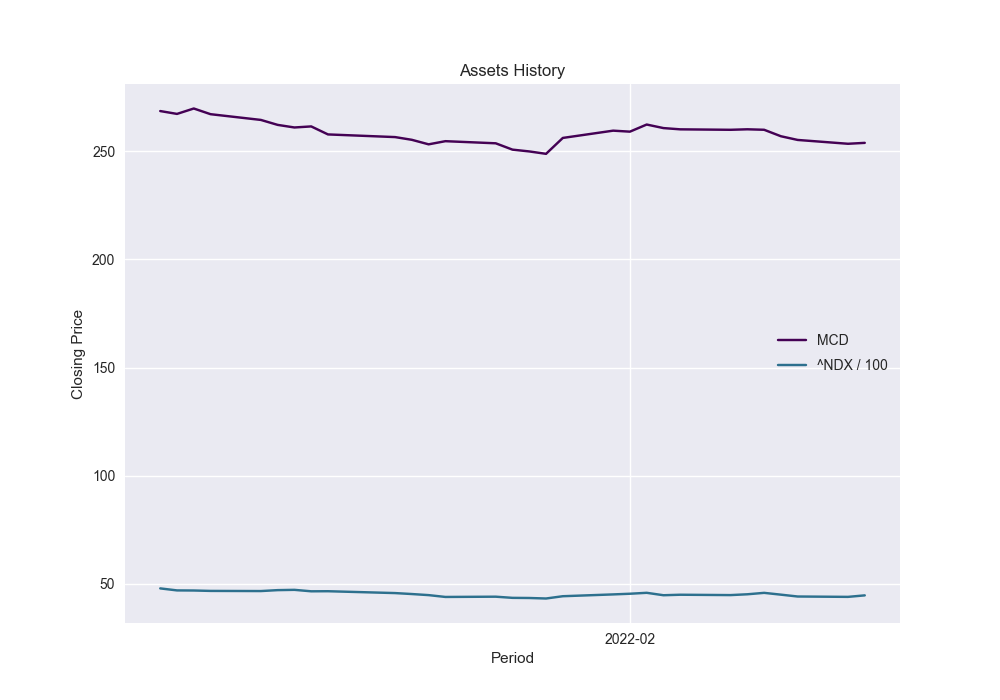 Assets History
Closing Price
250
200
150
100
50
MCD
^NDX / 100
2022-02
Period